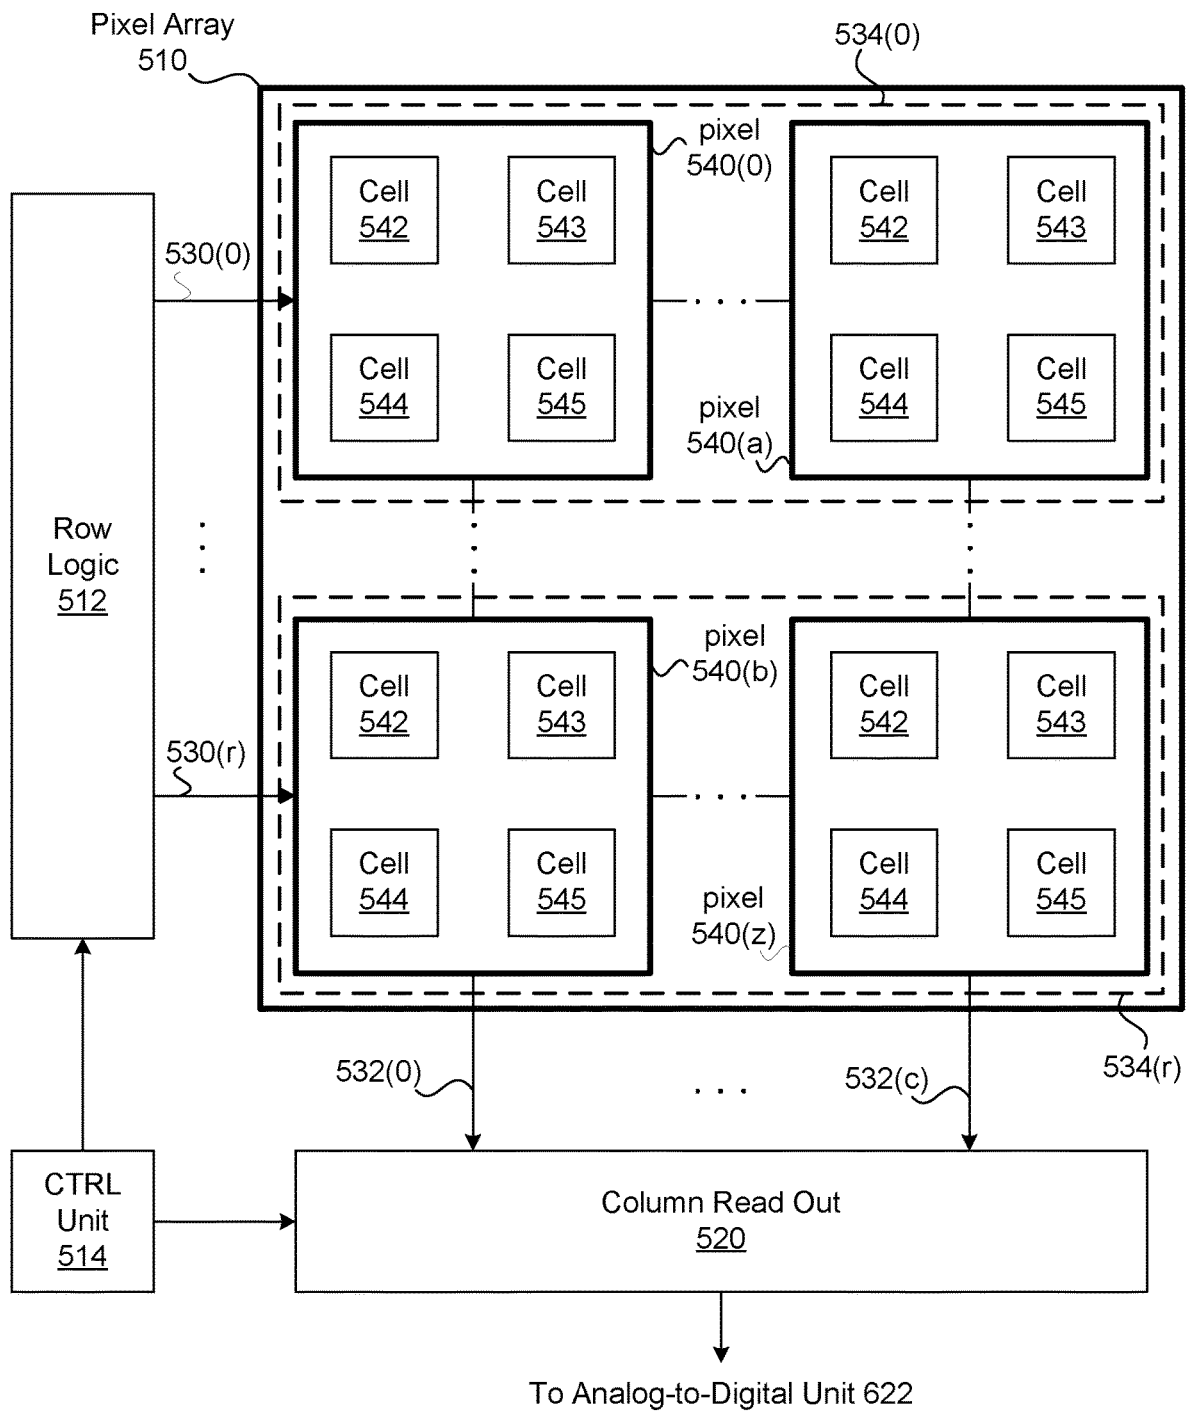 Pixel Array
510
534(0)
pixel
540(0)
Cell
542
Cell
543
Cell
542
Cell
543
530(0)
Cell
544
Cell
545
pixel
540(a)
Cell
544
Cell
545
Row
Logic
512
pixel
540(b)
Cell
542
Cell
543
Cell
542
Cell
543
530(r)
Cell
544
Cell
545
pixel
540(z)
Cell
544
Cell
545
532(0)
532(c)
534(r)
CTRL
Unit
514
Column Read Out
520
To Analog-to-Digital Unit 622